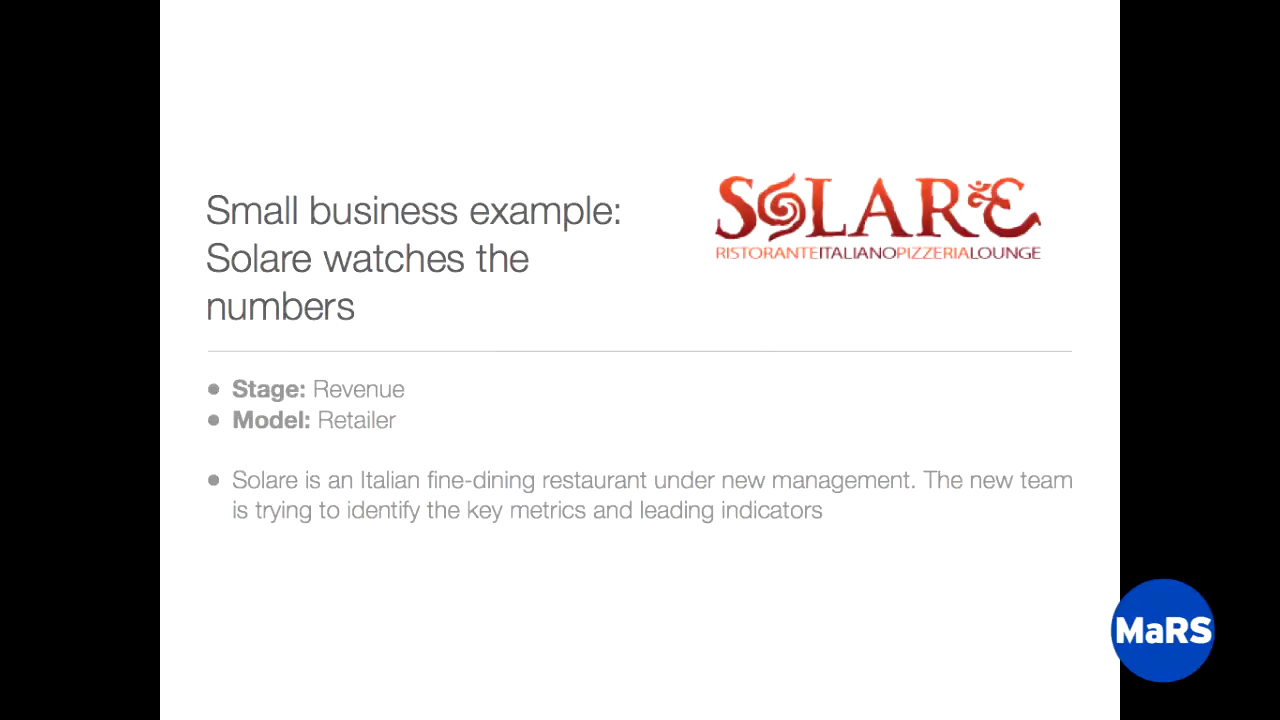 Small business example:
Solare watches the
numbers
SOLARE
RISTORANTEITALIANOPIZZERIALOUNGE
● Stage: Revenue
● Model: Retailer
● Solare is an Italian fine-dining restaurant under new management. The new team
is trying to identify the key metrics and leading indicators
MaRS